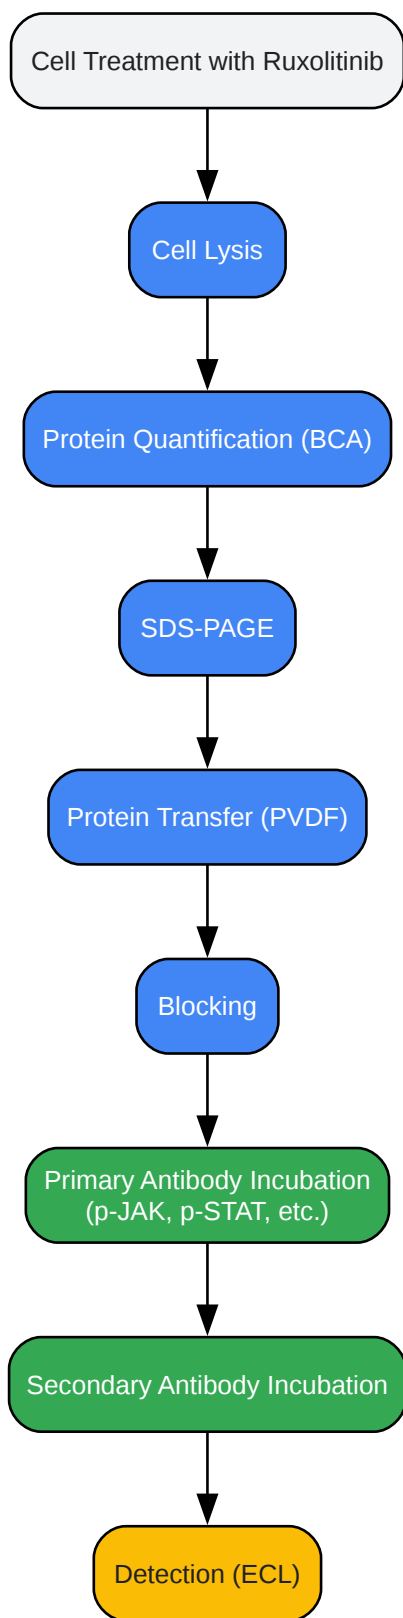 Cell Treatment with Ruxolitinib
Cell Lysis
Protein Quantification (BCA)
SDS-PAGE
Protein Transfer (PVDF)
Blocking
Primary Antibody Incubation
(p-JAK, p-STAT, etc.)
Secondary Antibody Incubation
Detection (ECL)